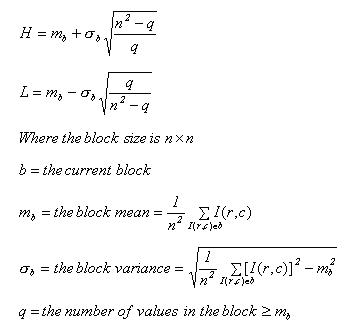 H = m_b + σ_b √((n² − q) / q)
L = m_b − σ_b √(q / (n² − q))
Where the block size is n × n
b = the current block
m_b = the block mean = (1/n²) Σ_{I(r,c)∈b} I(r,c)
σ_b = the block variance = √((1/n²) Σ_{I(r,c)∈b} [I(r,c)]² − m_b²)
q = the number of values in the block ≥ m_b